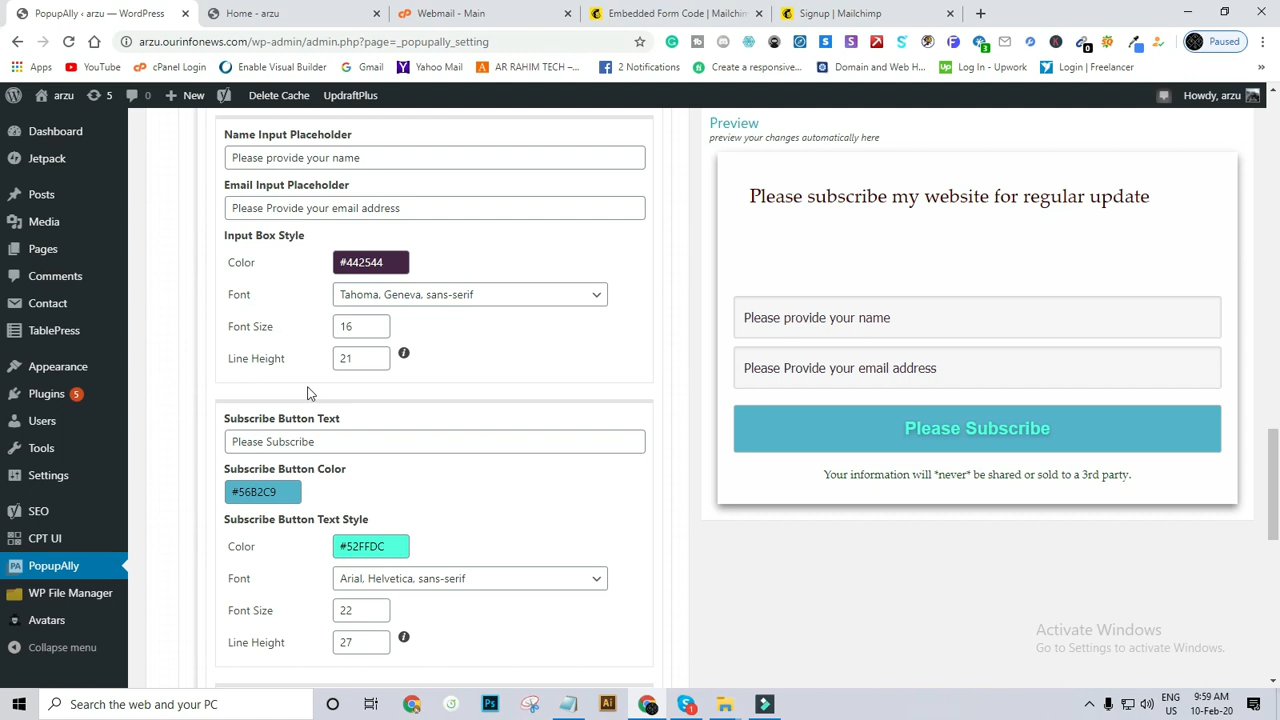 PopupAlly ‹ arzu — WordPress
Home - arzu
Webmail - Main
Embedded Form Code | Mailchim
Signup | Mailchimp
arzu.ourinfonews.com/wp-admin/admin.php?page=_popupally_setting
Paused
Apps
YouTube
cPanel Login
Enable Visual Builder
Gmail
Yahoo Mail
AR RAHIM TECH –...
2 Notifications
Create a responsive...
Domain and Web H...
Log In - Upwork
Login | Freelancer
arzu
5
0
New
Delete Cache
UpdraftPlus
Howdy, arzu
Dashboard
Jetpack
Posts
Media
Pages
Comments
Contact
TablePress
Appearance
Plugins 5
Users
Tools
Settings
SEO
CPT UI
PopupAlly
WP File Manager
Avatars
Collapse menu
Name Input Placeholder
Please provide your name
Email Input Placeholder
Please Provide your email address
Input Box Style
Color #442544
Font Tahoma, Geneva, sans-serif
Font Size 16
Line Height 21
Subscribe Button Text
Please Subscribe
Subscribe Button Color
#56B2C9
Subscribe Button Text Style
Color #52FFDC
Font Arial, Helvetica, sans-serif
Font Size 22
Line Height 27
Preview
preview your changes automatically here
Please subscribe my website for regular update
Please provide your name
Please Provide your email address
Please Subscribe
Your information will *never* be shared or sold to a 3rd party.
Activate Windows
Go to Settings to activate Windows.
Search the web and your PC
ENG
US
9:59 AM
10-Feb-20